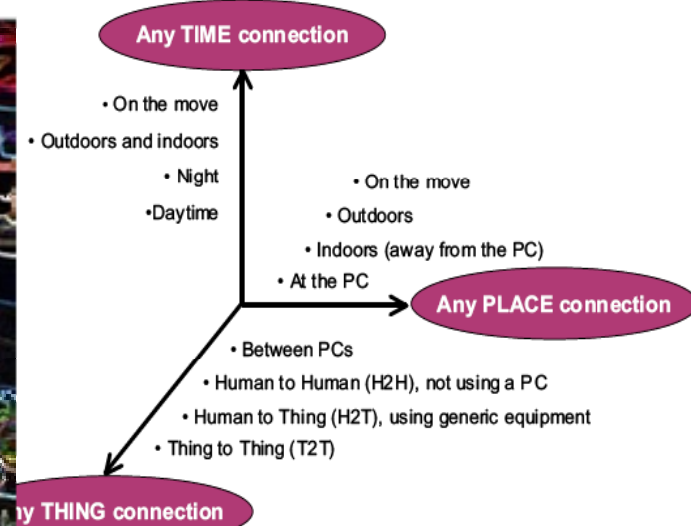 Any TIME connection
• On the move
• Outdoors and indoors
• Night
•Daytime
• On the move
• Outdoors
• Indoors (away from the PC)
• At the PC
Any PLACE connection
• Between PCs
• Human to Human (H2H), not using a PC
• Human to Thing (H2T), using generic equipment
• Thing to Thing (T2T)
ny THING connection